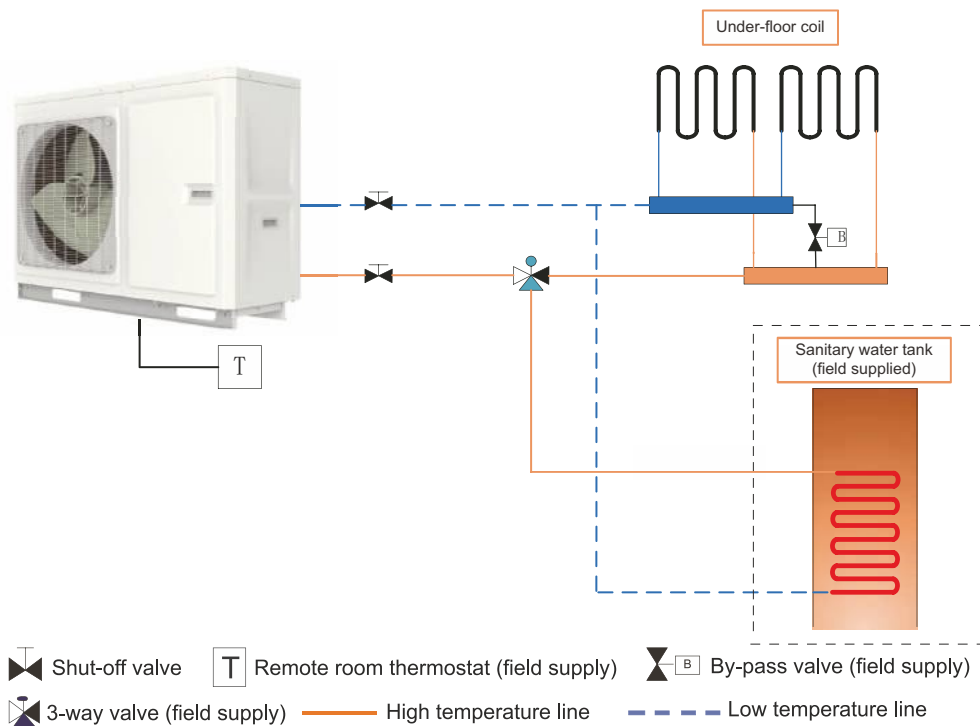 Under-floor coil
B
T
Sanitary water tank
(field supplied)
Shut-off valve
T
Remote room thermostat (field supply)
B
By-pass valve (field supply)
3-way valve (field supply)
High temperature line
Low temperature line